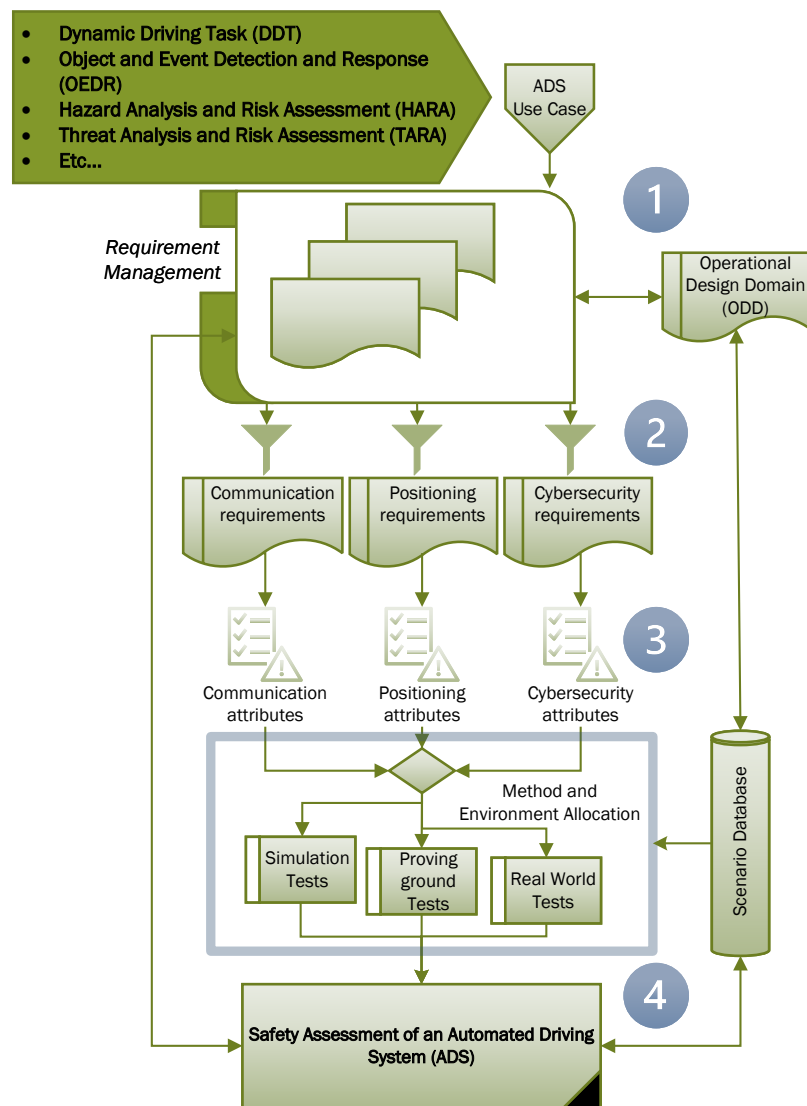 • Dynamic Driving Task (DDT)
• Object and Event Detection and Response
(OEDR)
• Hazard Analysis and Risk Assessment (HARA)
• Threat Analysis and Risk Assessment (TARA)
• Etc...
ADS
Use Case
1
Requirement
Management
Operational
Design Domain
(ODD)
2
Communication
requirements
Positioning
requirements
Cybersecurity
requirements
3
Communication
attributes
Positioning
attributes
Cybersecurity
attributes
Method and
Environment Allocation
Simulation
Tests
Proving
ground
Tests
Real World
Tests
Scenario Database
4
Safety Assessment of an Automated Driving
System (ADS)